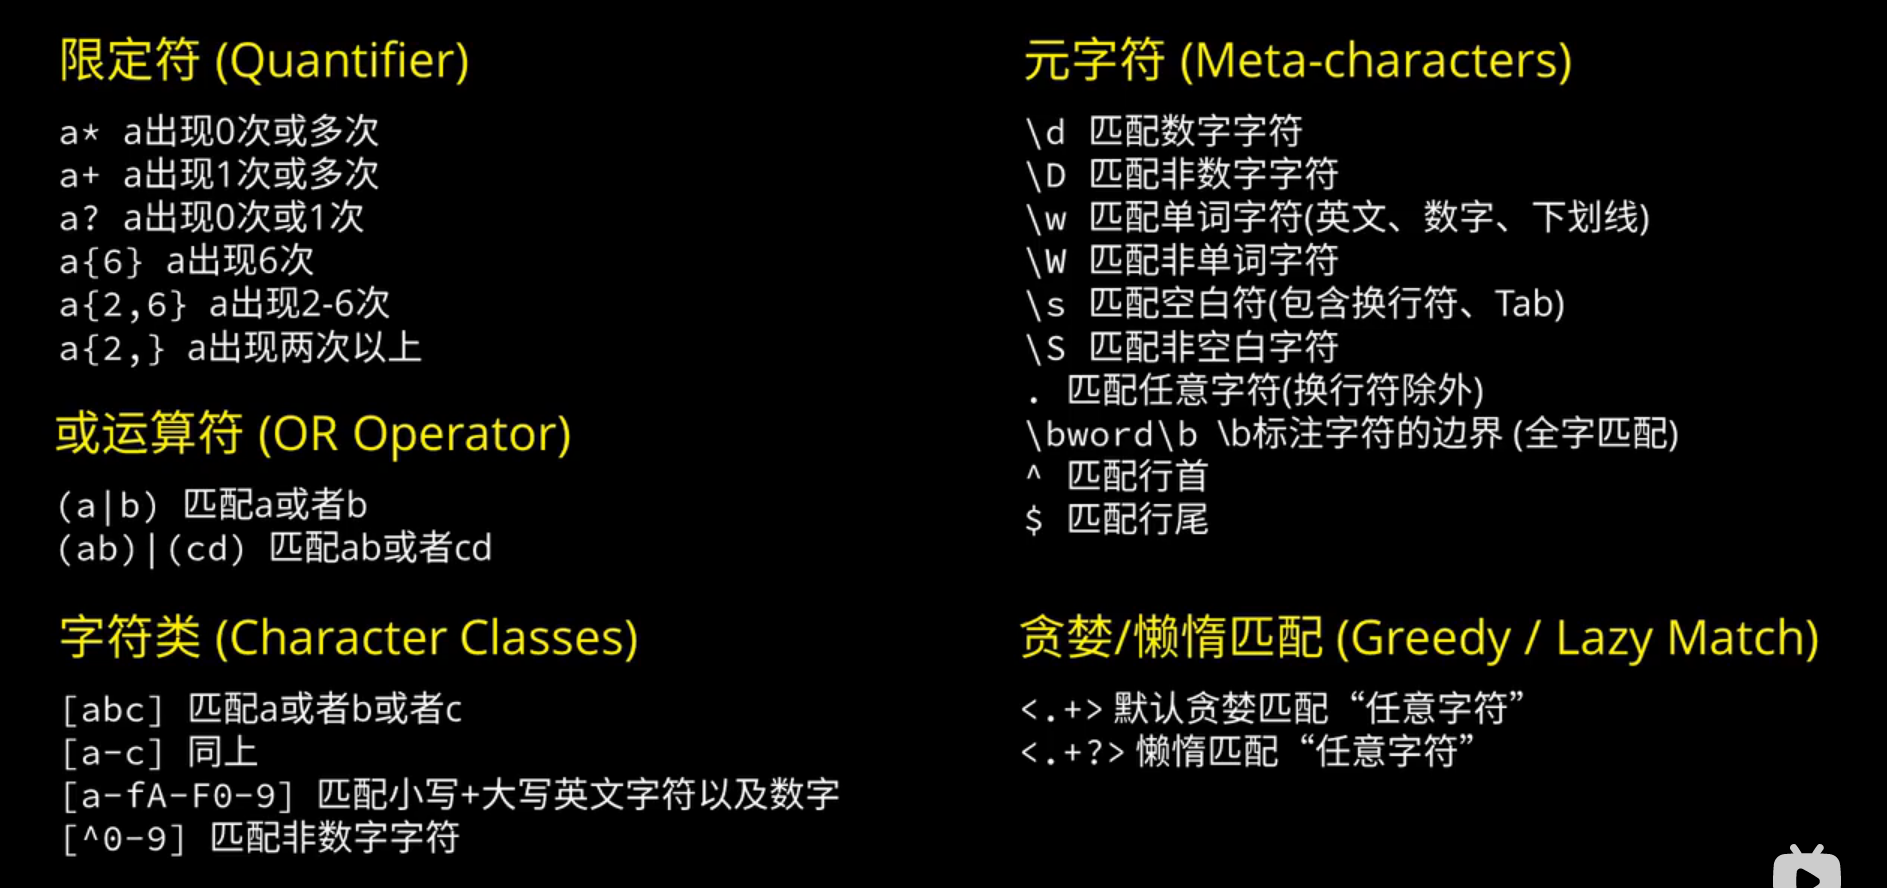 限定符 (Quantifier)
a* a出现0次或多次
a+ a出现1次或多次
a? a出现0次或1次
a{6} a出现6次
a{2,6} a出现2-6次
a{2,} a出现两次以上
或运算符 (OR Operator)
(a|b) 匹配a或者b
(ab)|(cd) 匹配ab或者cd
字符类 (Character Classes)
[abc] 匹配a或者b或者c
[a-c] 同上
[a-fA-F0-9] 匹配小写+大写英文字符以及数字
[^0-9] 匹配非数字字符
元字符 (Meta-characters)
\d 匹配数字字符
\D 匹配非数字字符
\w 匹配单词字符(英文、数字、下划线)
\W 匹配非单词字符
\s 匹配空白符(包含换行符、Tab)
\S 匹配非空白字符
. 匹配任意字符(换行符除外)
\bword\b \b标注字符的边界 (全字匹配)
^ 匹配行首
$ 匹配行尾
贪婪/懒惰匹配 (Greedy / Lazy Match)
<.+> 默认贪婪匹配“任意字符”
<.+?> 懒惰匹配“任意字符”